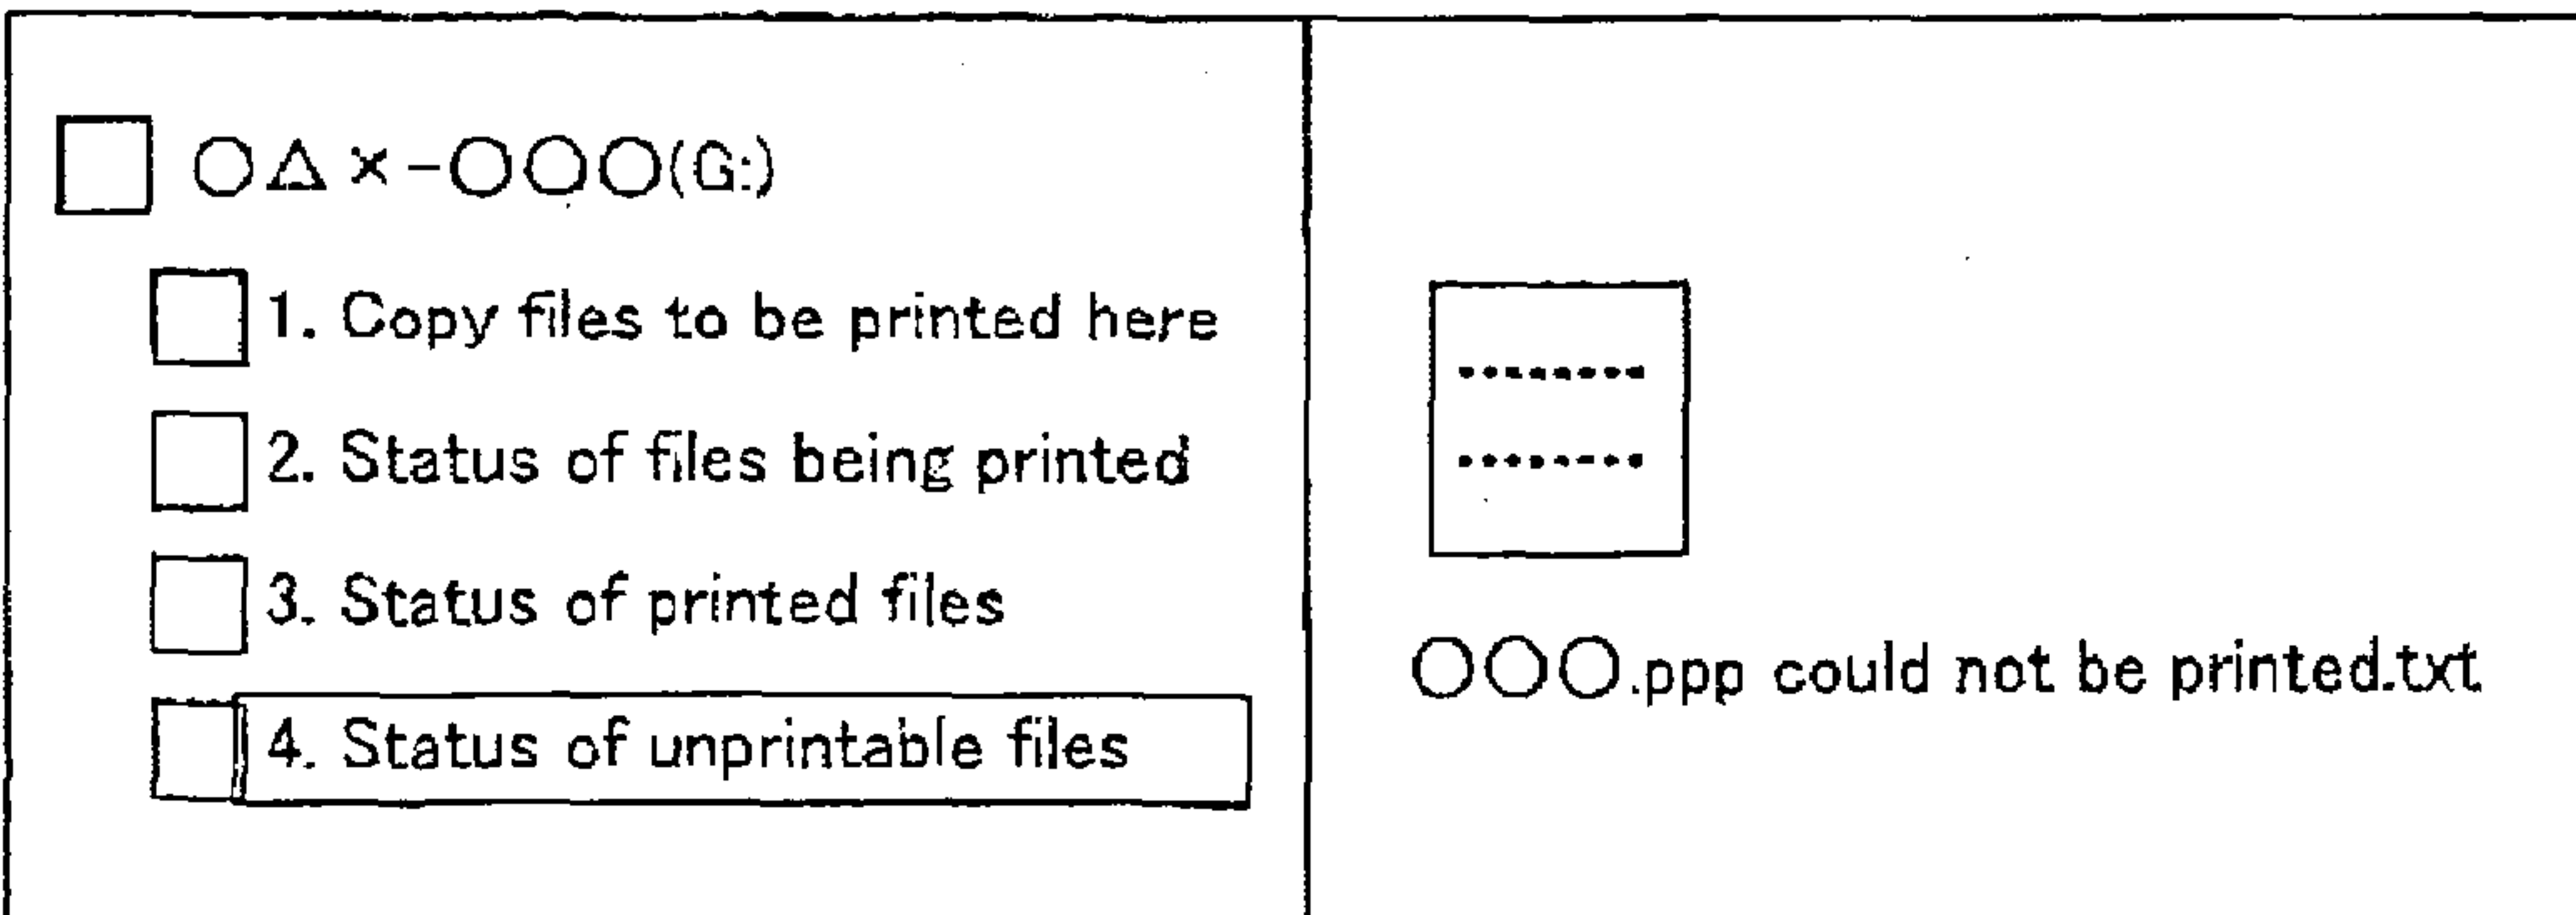 ○△×-○○○(G:)
1. Copy files to be printed here
2. Status of files being printed
3. Status of printed files
4. Status of unprintable files
○○○.ppp could not be printed.txt